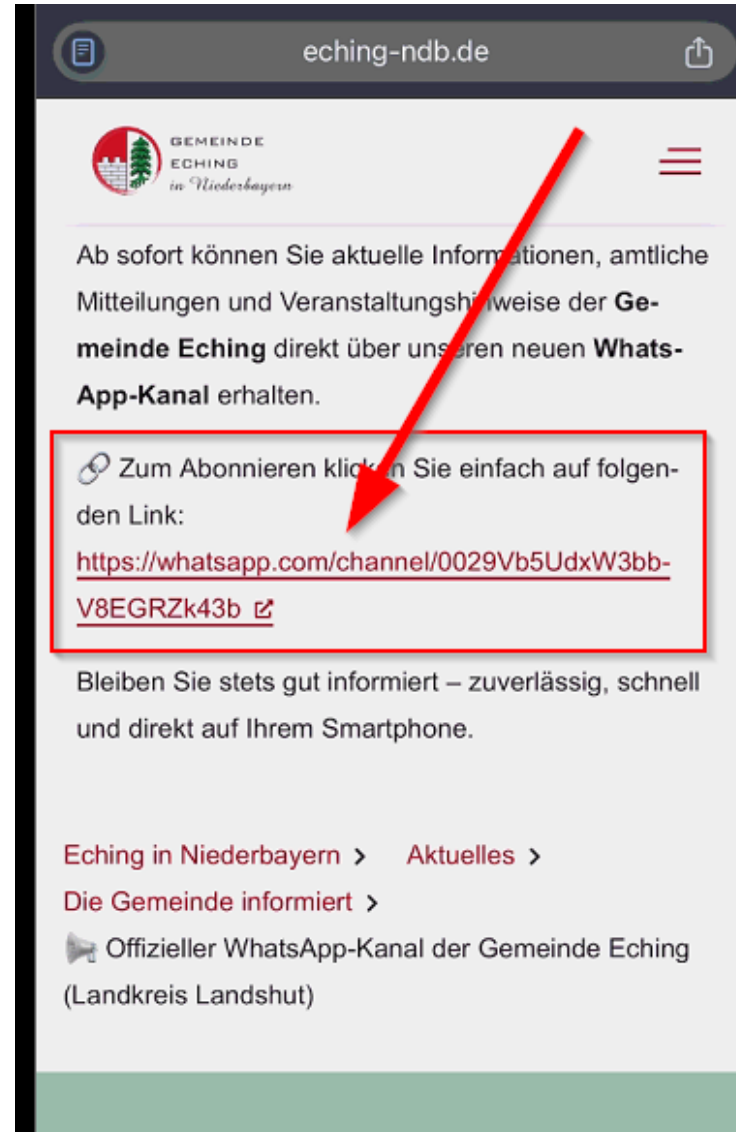 eching-ndb.de
GEMEINDE
ECHING
in Niederbayern
Ab sofort können Sie aktuelle Informationen, amtliche
Mitteilungen und Veranstaltungshinweise der Ge-
meinde Eching direkt über unseren neuen Whats-
App-Kanal erhalten.
🔗 Zum Abonnieren klicken Sie einfach auf folgen-
den Link:
https://whatsapp.com/channel/0029Vb5UdxW3bb-
V8EGRZk43b
Bleiben Sie stets gut informiert – zuverlässig, schnell
und direkt auf Ihrem Smartphone.
Eching in Niederbayern > Aktuelles >
Die Gemeinde informiert >
📢 Offizieller WhatsApp-Kanal der Gemeinde Eching
(Landkreis Landshut)